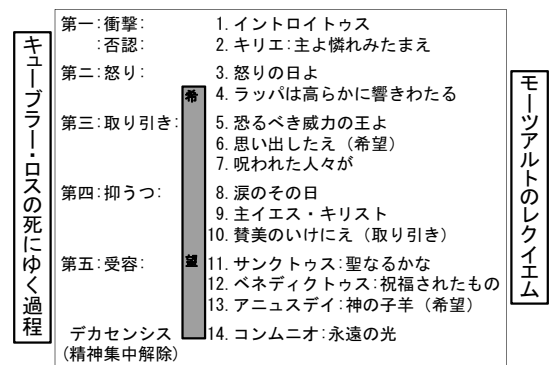 キューブラー・ロスの死にゆく過程
第一:衝撃: 1. イントロイトゥス
:否認: 2. キリエ:主よ憐れみたまえ
第二:怒り: 3. 怒りの日よ
4. ラッパは高らかに響きわたる
第三:取り引き: 5. 恐るべき威力の王よ
6. 思い出したえ（希望）
7. 呪われた人々が
第四:抑うつ: 8. 涙のその日
9. 主イエス・キリスト
10. 賛美のいけにえ（取り引き）
第五:受容: 11. サンクトゥス:聖なるかな
12. ベネディクトゥス:祝福されたもの
13. アニュスデイ:神の子羊（希望）
デカセンシス 14. コンムニオ:永遠の光
(精神集中解除)
希望
モーツアルトのレクイエム